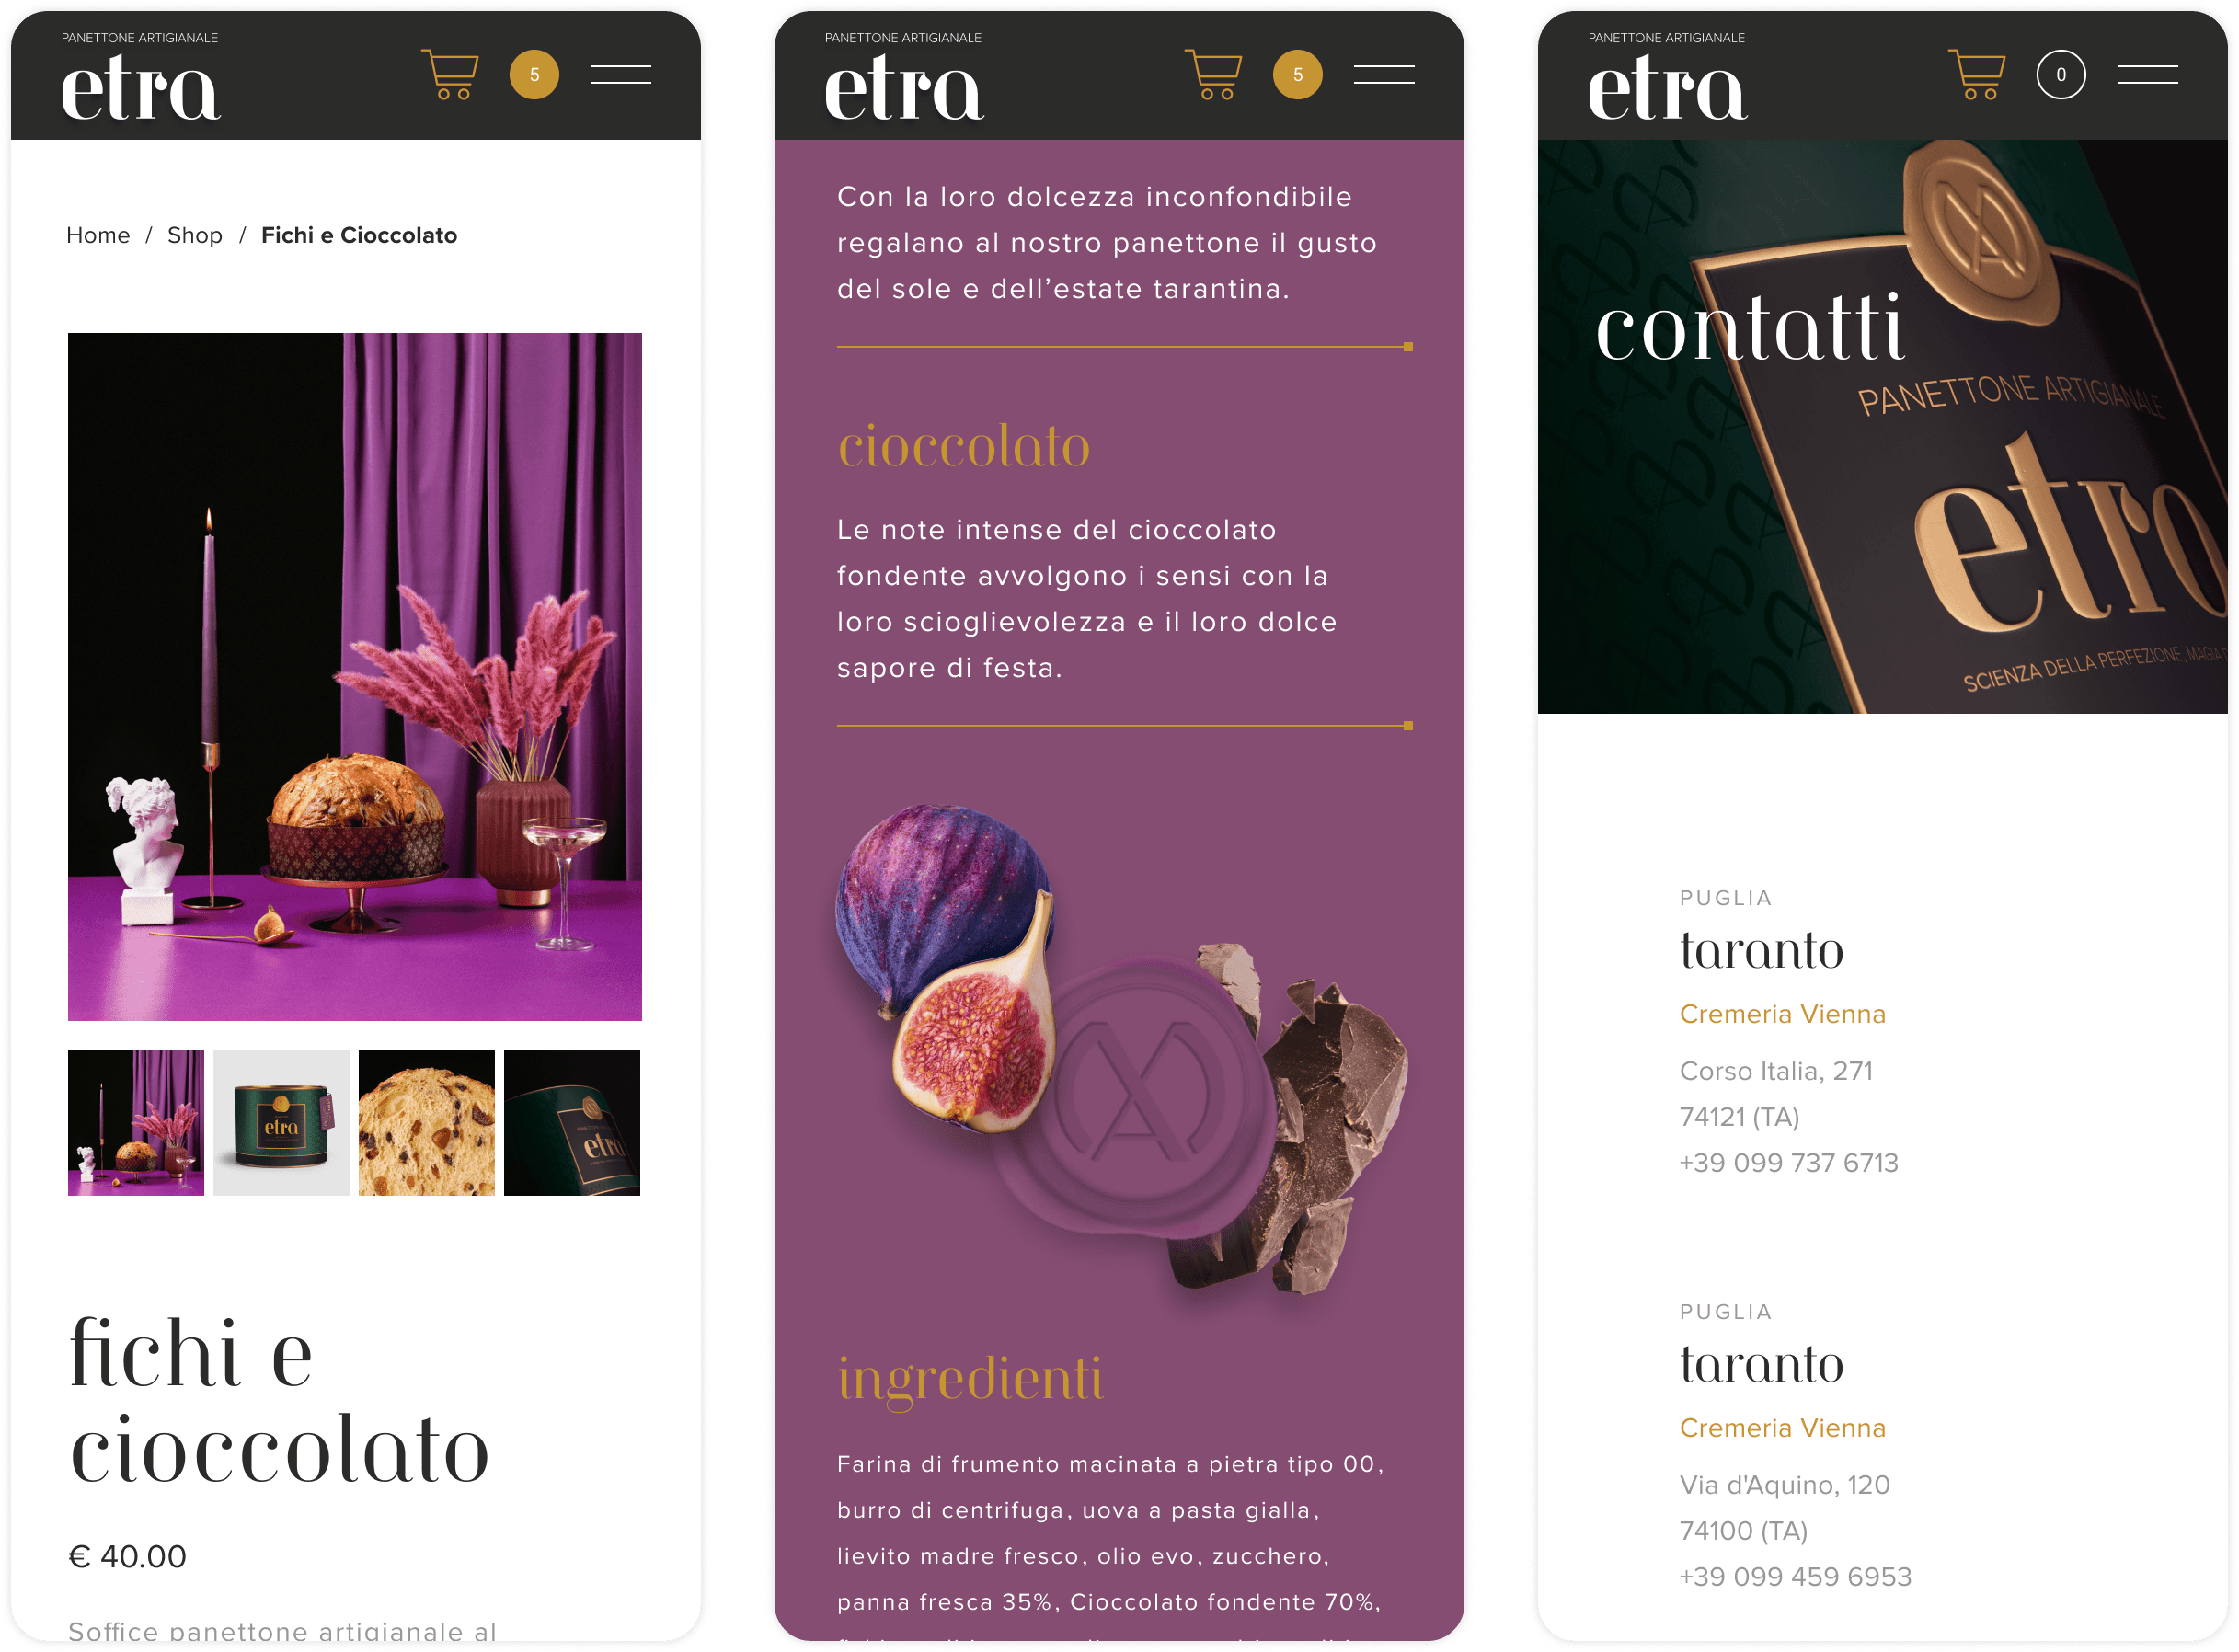 PANETTONE ARTIGIANALE
etra
5
Home / Shop / Fichi e Cioccolato
etra
etra
fichi e
cioccolato
€ 40.00
Soffice panettone artigianale al
PANETTONE ARTIGIANALE
etra
5
Con la loro dolcezza inconfondibile
regalano al nostro panettone il gusto
del sole e dell’estate tarantina.
cioccolato
Le note intense del cioccolato
fondente avvolgono i sensi con la
loro scioglievolezza e il loro dolce
sapore di festa.
ingredienti
Farina di frumento macinata a pietra tipo 00,
burro di centrifuga, uova a pasta gialla,
lievito madre fresco, olio evo, zucchero,
panna fresca 35%, Cioccolato fondente 70%,
PANETTONE ARTIGIANALE
etra
0
contatti
PANETTONE ARTIGIANALE
etra
SCIENZA DELLA PERFEZIONE, MAGIA
PUGLIA
taranto
Cremeria Vienna
Corso Italia, 271
74121 (TA)
+39 099 737 6713
PUGLIA
taranto
Cremeria Vienna
Via d'Aquino, 120
74100 (TA)
+39 099 459 6953